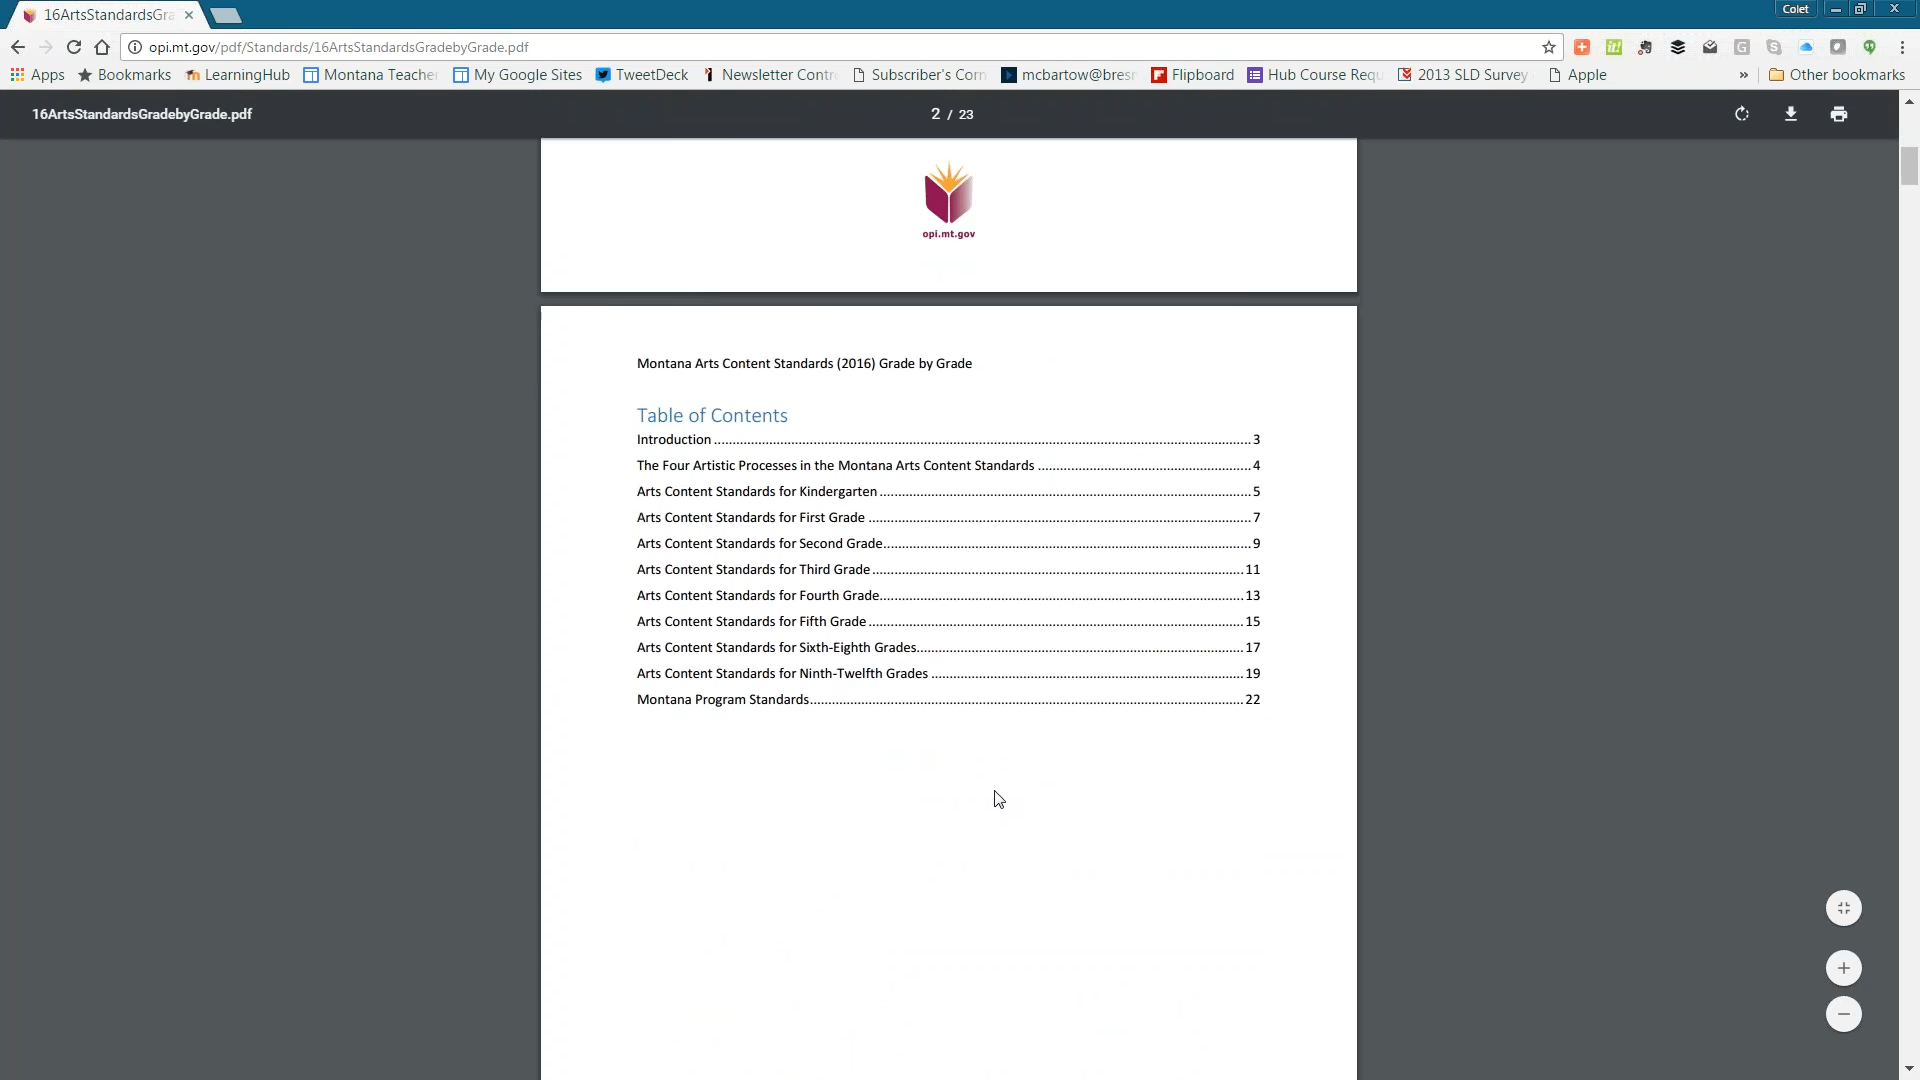 16ArtsStandardsGra
Colet
opi.mt.gov/pdf/Standards/16ArtsStandardsGradebyGrade.pdf
Apps Bookmarks LearningHub Montana Teache My Google Sites TweetDeck Newsletter Contr Subscriber's Corn mcbartow@bresr Flipboard Hub Course Requ 2013 SLD Survey Apple » Other bookmarks
16ArtsStandardsGradebyGrade.pdf 2 / 23
opi.mt.gov
Montana Arts Content Standards (2016) Grade by Grade
Table of Contents
Introduction 3
The Four Artistic Processes in the Montana Arts Content Standards 4
Arts Content Standards for Kindergarten 5
Arts Content Standards for First Grade 7
Arts Content Standards for Second Grade 9
Arts Content Standards for Third Grade 11
Arts Content Standards for Fourth Grade 13
Arts Content Standards for Fifth Grade 15
Arts Content Standards for Sixth-Eighth Grades 17
Arts Content Standards for Ninth-Twelfth Grades 19
Montana Program Standards 22